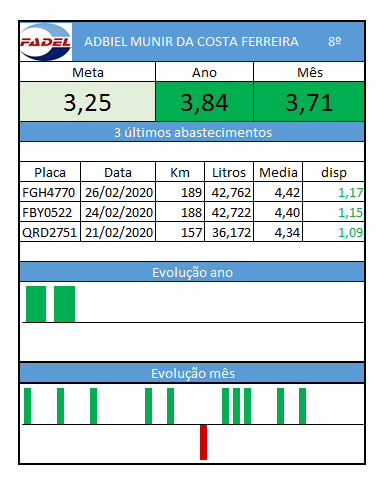 FADEL ADBIEL MUNIR DA COSTA FERREIRA 8º
Meta Ano Mês
3,25 3,84 3,71
3 últimos abastecimentos
Placa Data Km Litros Media disp
FGH4770 26/02/2020 189 42,762 4,42 1,17
FBY0522 24/02/2020 188 42,722 4,40 1,15
QRD2751 21/02/2020 157 36,172 4,34 1,09
Evolução ano
Evolução mês